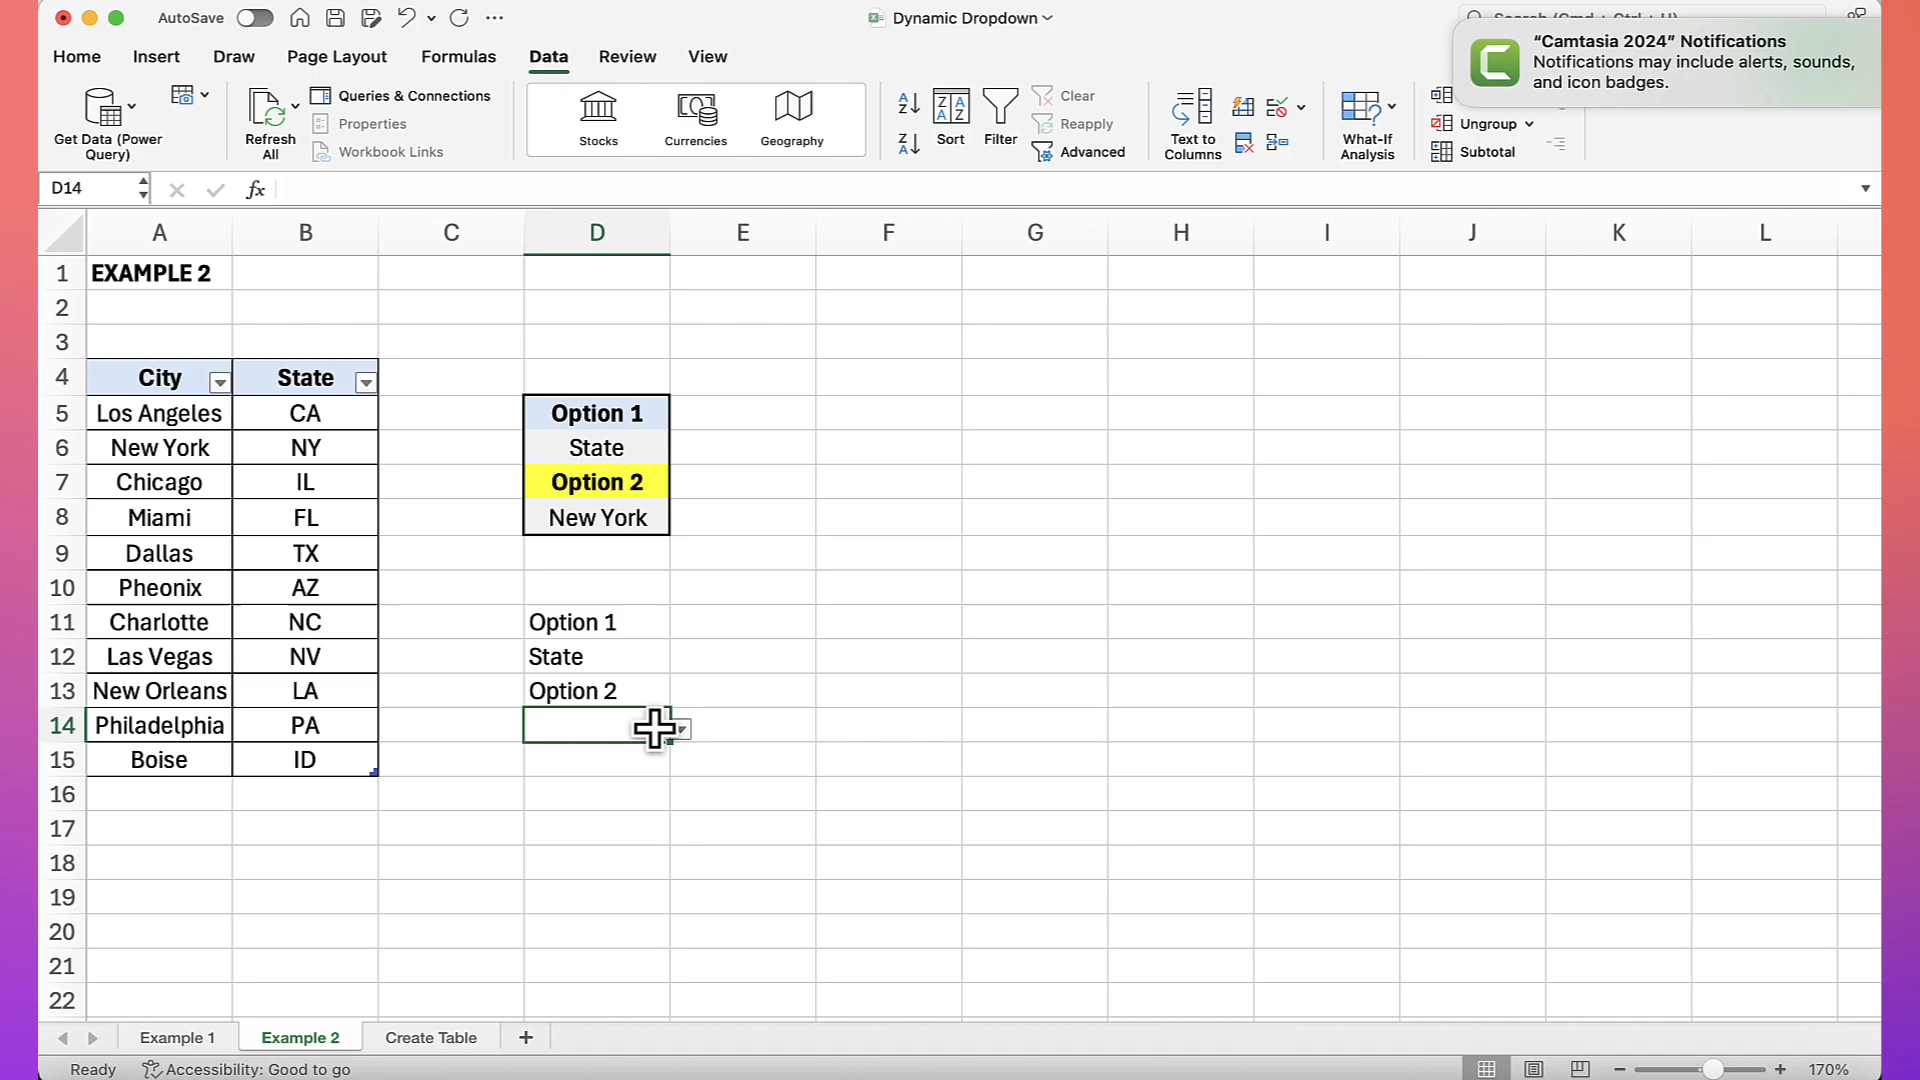 AutoSave
Dynamic Dropdown
Home Insert Draw Page Layout Formulas Data Review View
“Camtasia 2024” Notifications
Notifications may include alerts, sounds,
and icon badges.
Get Data (Power
Query)
Refresh
All
Queries & Connections
Properties
Workbook Links
Stocks
Currencies
Geography
Sort
Filter
Clear
Reapply
Advanced
Text to
Columns
What-If
Analysis
Ungroup
Subtotal
D14
fx
A B C D E F G H I J K L
1 EXAMPLE 2
2
3
4 City State
5 Los Angeles CA Option 1
6 New York NY State
7 Chicago IL Option 2
8 Miami FL New York
9 Dallas TX
10 Pheonix AZ
11 Charlotte NC Option 1
12 Las Vegas NV State
13 New Orleans LA Option 2
14 Philadelphia PA
15 Boise ID
16
17
18
19
20
21
22
Example 1 Example 2 Create Table +
Ready Accessibility: Good to go 170%